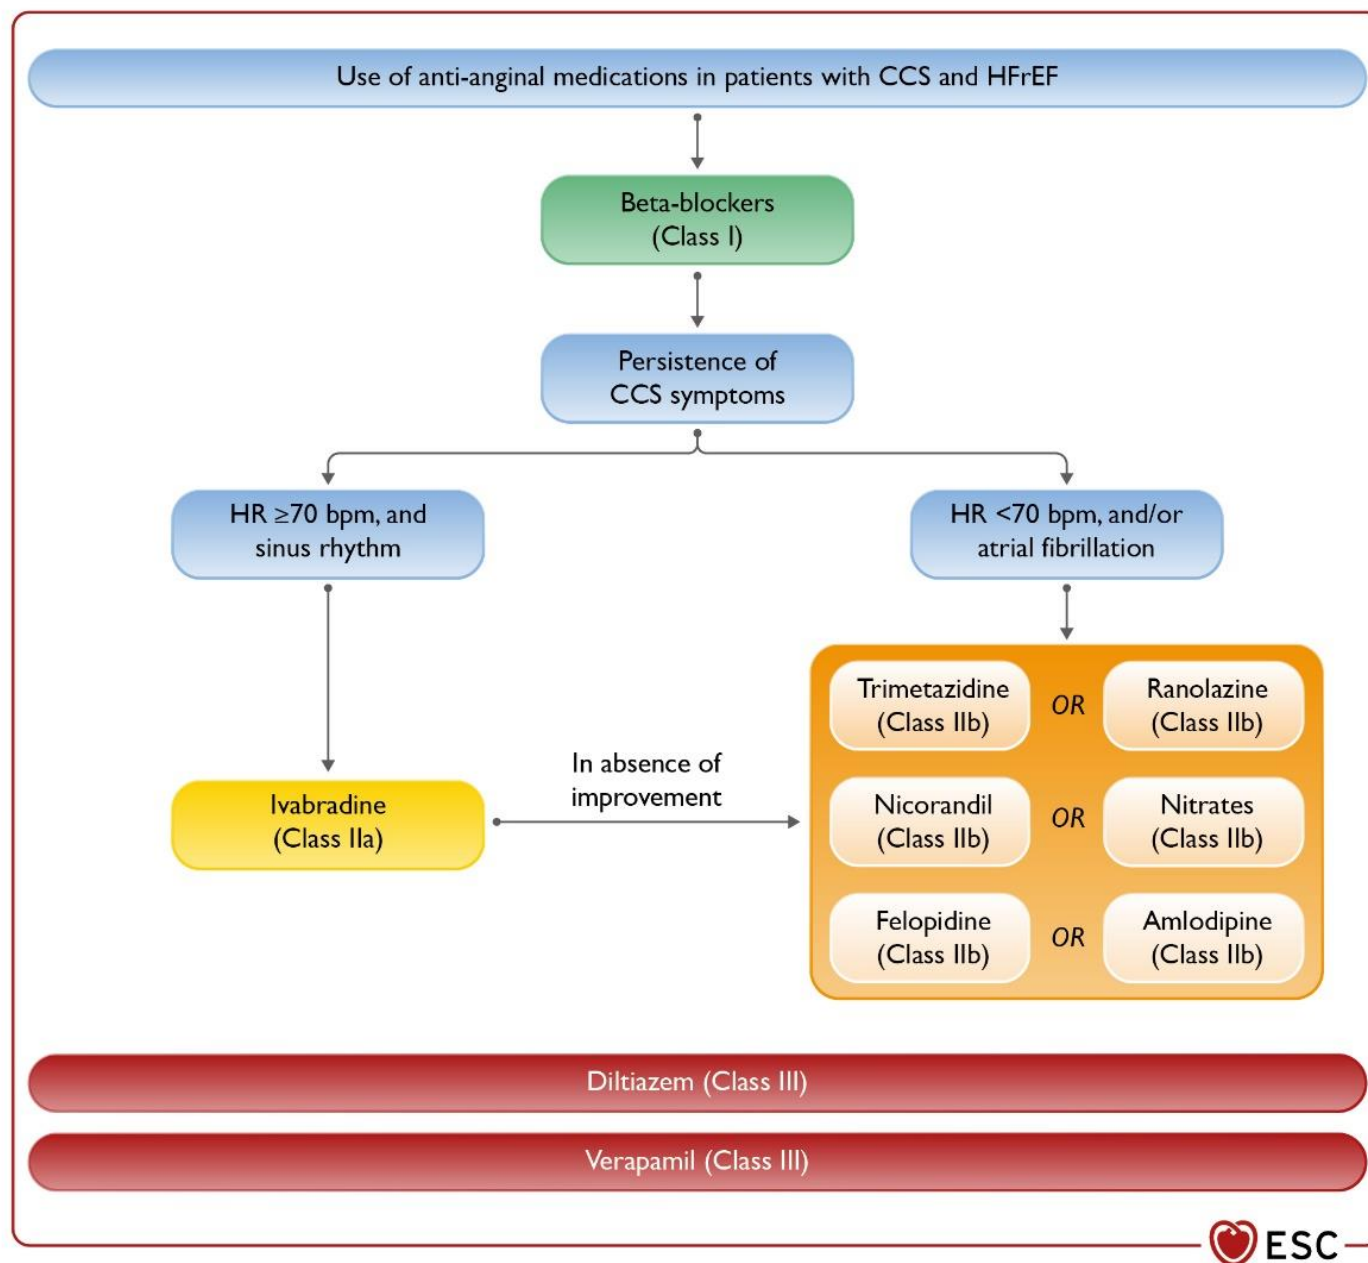 Use of anti-anginal medications in patients with CCS and HFrEF
Beta-blockers
(Class I)
Persistence of
CCS symptoms
HR ≥70 bpm, and
sinus rhythm
HR <70 bpm, and/or
atrial fibrillation
Trimetazidine
(Class IIb)
OR
Ranolazine
(Class IIb)
In absence of
improvement
Ivabradine
(Class IIa)
Nicorandil
(Class IIb)
OR
Nitrates
(Class IIb)
Felopidine
(Class IIb)
OR
Amlodipine
(Class IIb)
Diltiazem (Class III)
Verapamil (Class III)
ESC